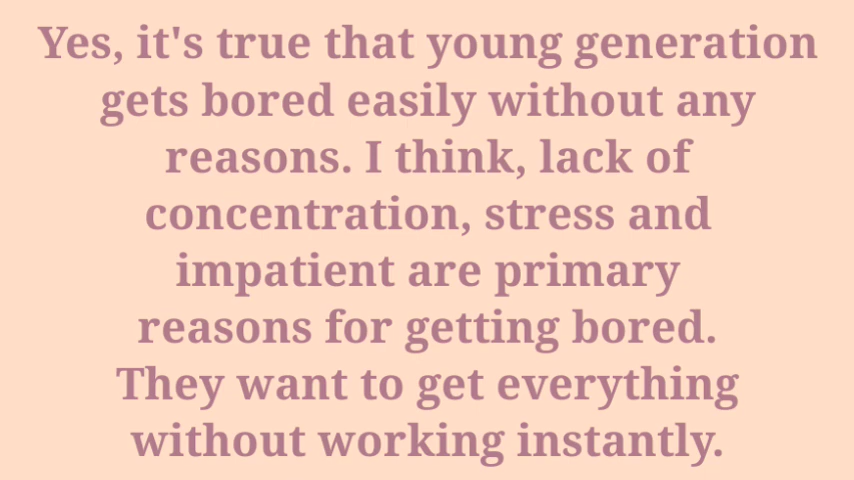 Yes, it's true that young generation
gets bored easily without any
reasons. I think, lack of
concentration, stress and
impatient are primary
reasons for getting bored.
They want to get everything
without working instantly.